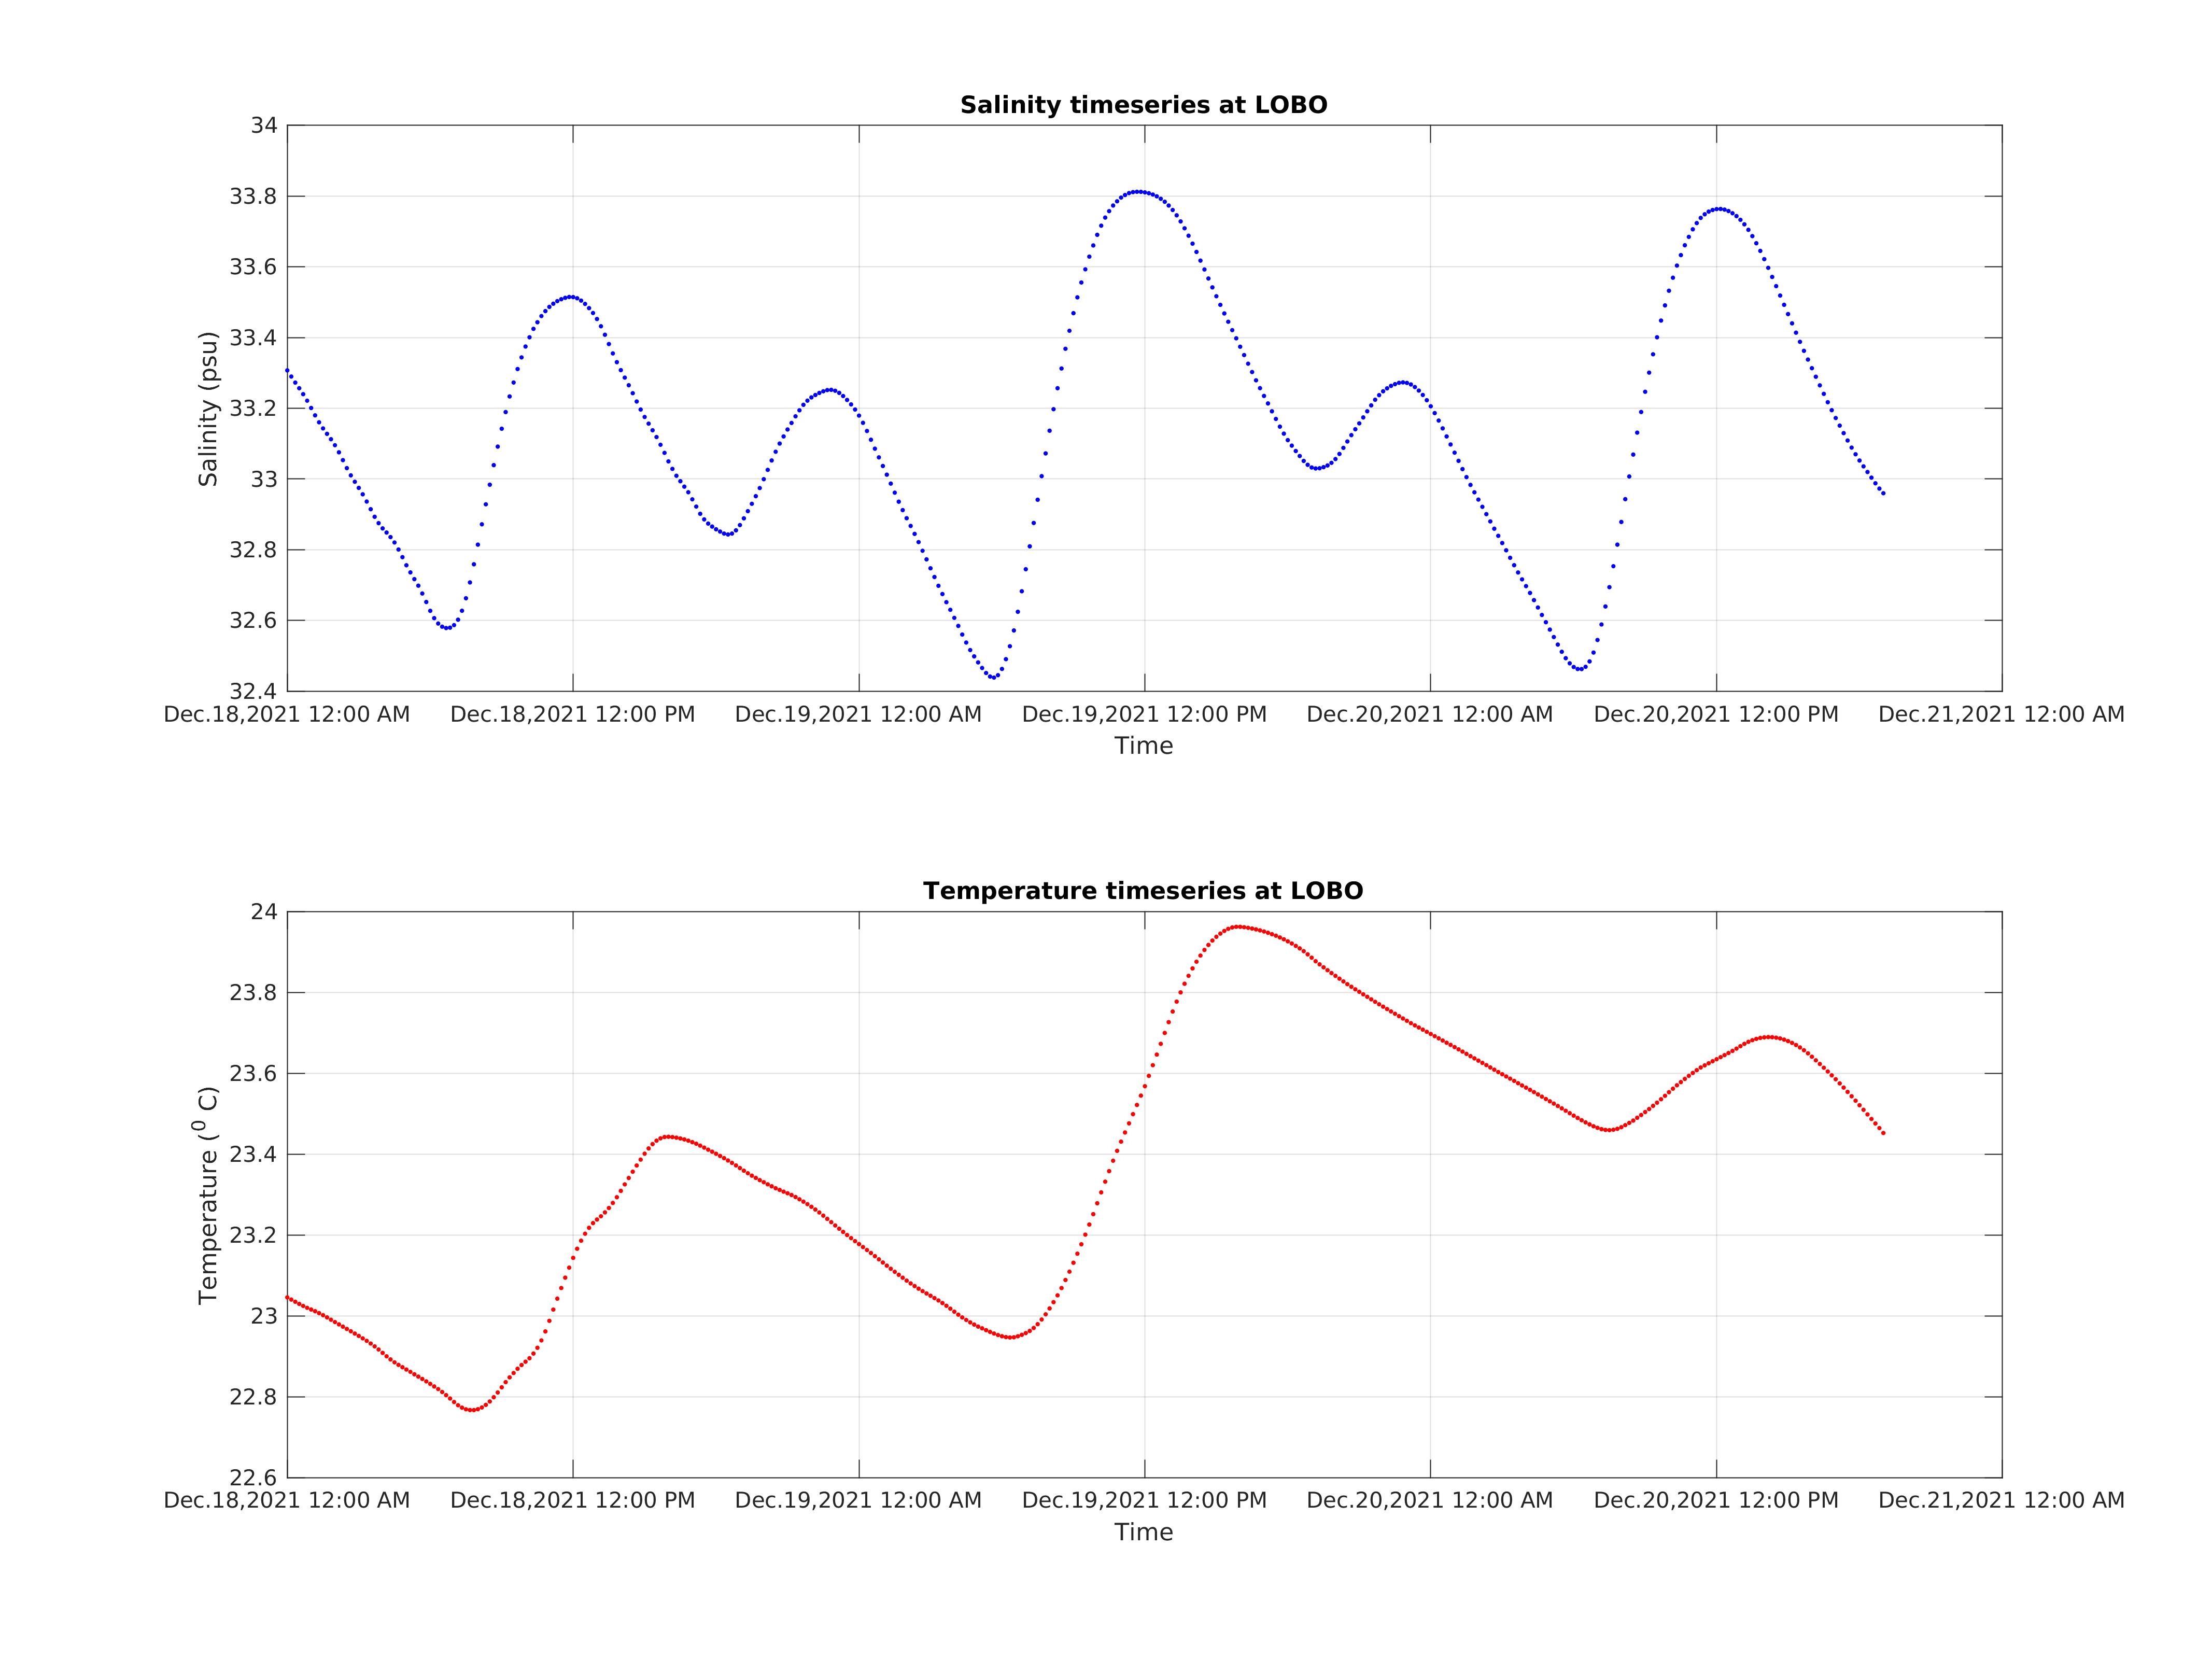 Salinity timeseries at LOBO
34
33.8
33.6
33.4
33.2
33
32.8
32.6
32.4
Salinity (psu)
Dec.18,2021 12:00 AM Dec.18,2021 12:00 PM Dec.19,2021 12:00 AM Dec.19,2021 12:00 PM Dec.20,2021 12:00 AM Dec.20,2021 12:00 PM Dec.21,2021 12:00 AM
Time
Temperature timeseries at LOBO
24
23.8
23.6
23.4
23.2
23
22.8
22.6
Temperature (⁰ C)
Dec.18,2021 12:00 AM Dec.18,2021 12:00 PM Dec.19,2021 12:00 AM Dec.19,2021 12:00 PM Dec.20,2021 12:00 AM Dec.20,2021 12:00 PM Dec.21,2021 12:00 AM
Time